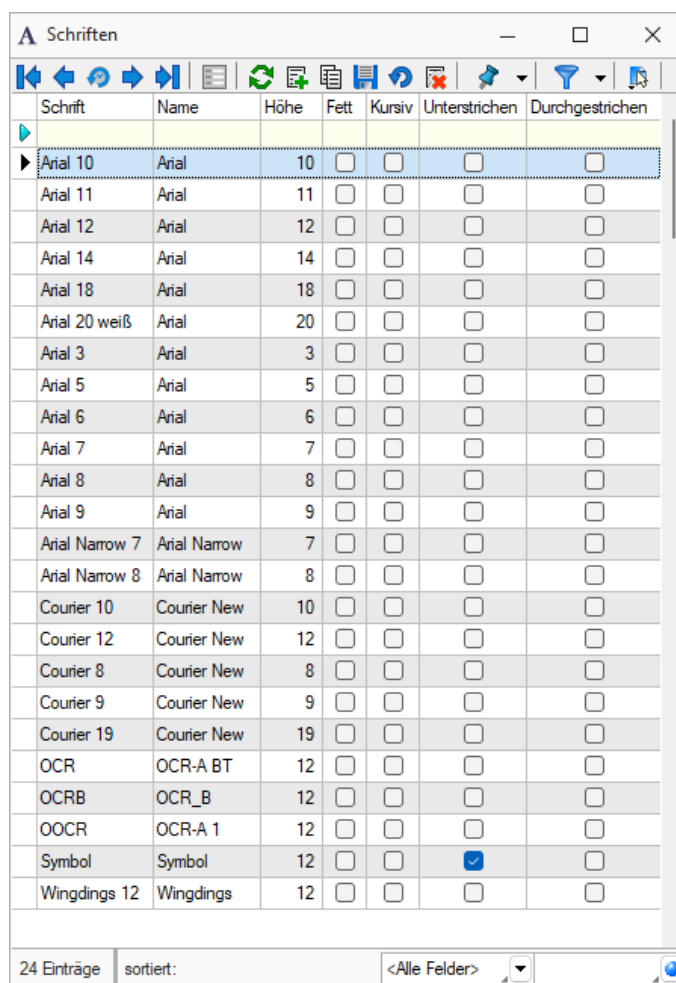 A Schriften
Schrift Name Höhe Fett Kursiv Unterstrichen Durchgestrichen
Arial 10 Arial 10
Arial 11 Arial 11
Arial 12 Arial 12
Arial 14 Arial 14
Arial 18 Arial 18
Arial 20 weiß Arial 20
Arial 3 Arial 3
Arial 5 Arial 5
Arial 6 Arial 6
Arial 7 Arial 7
Arial 8 Arial 8
Arial 9 Arial 9
Arial Narrow 7 Arial Narrow 7
Arial Narrow 8 Arial Narrow 8
Courier 10 Courier New 10
Courier 12 Courier New 12
Courier 8 Courier New 8
Courier 9 Courier New 9
Courier 19 Courier New 19
OCR OCR-A BT 12
OCRB OCR_B 12
OOCR OCR-A 1 12
Symbol Symbol 12
Wingdings 12 Wingdings 12
24 Einträge sortiert: <Alle Felder>